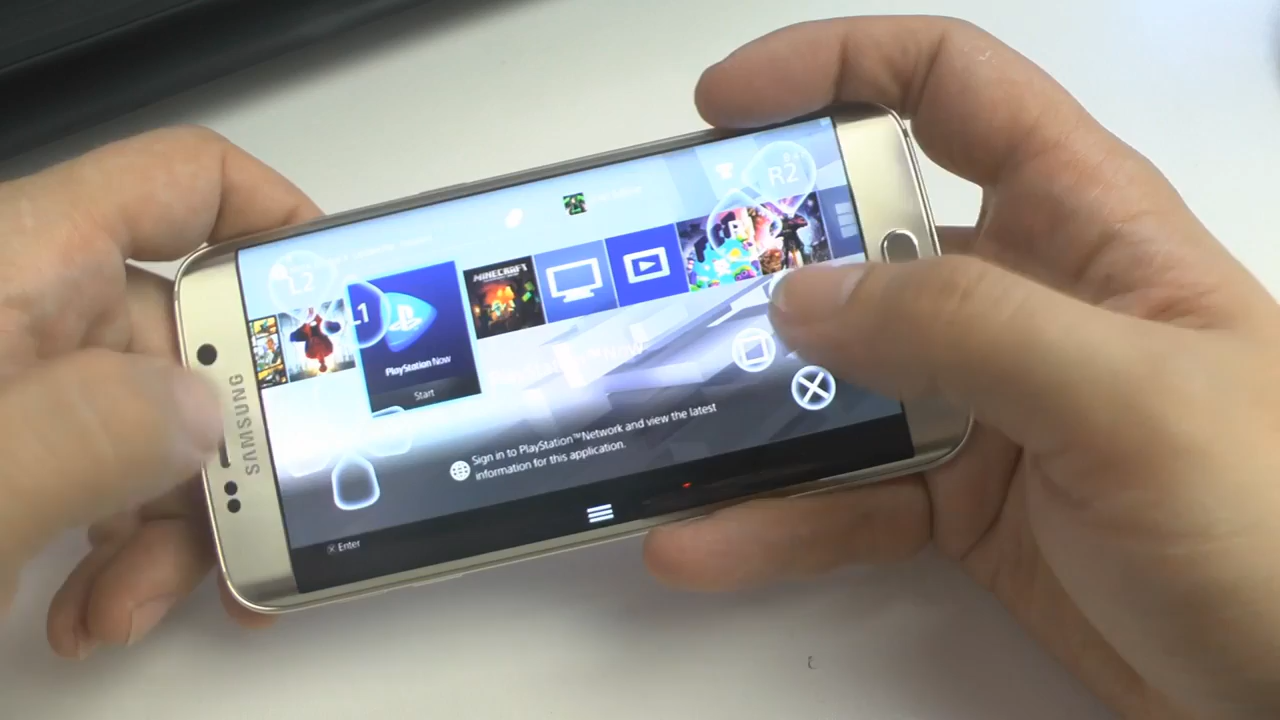 R2
L2
L1
MINECRAFT
PlayStation Now
Start
Sign in to PlayStation™Network and view the latest
information for this application.
Enter
SAMSUNG